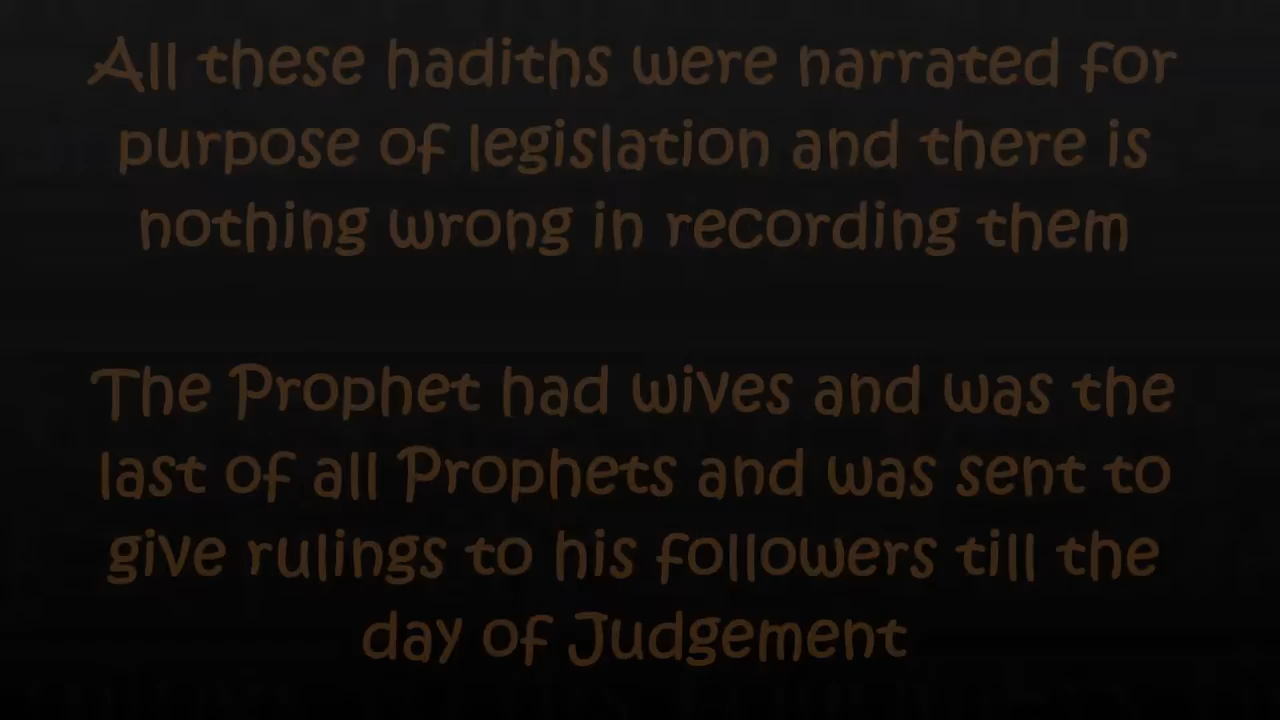 All these hadiths were narrated for
purpose of legislation and there is
nothing wrong in recording them
The Prophet had wives and was the
last of all Prophets and was sent to
give rulings to his followers till the
day of Judgement